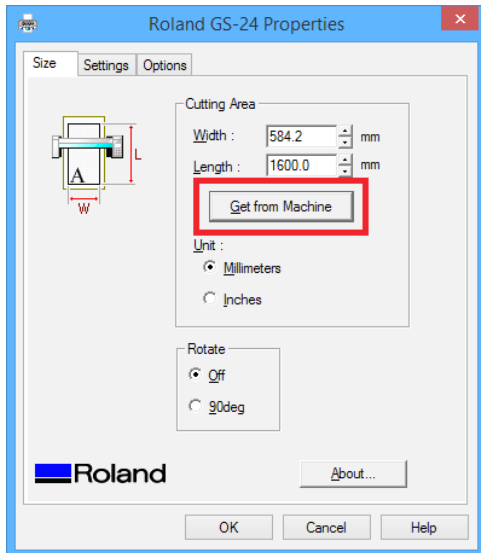 Roland GS-24 Properties
Size Settings Options
Cutting Area
Width : 584.2 mm
Length : 1600.0 mm
Get from Machine
Unit :
Millimeters
Inches
L
A
W
Rotate
Off
90deg
Roland
About...
OK Cancel Help